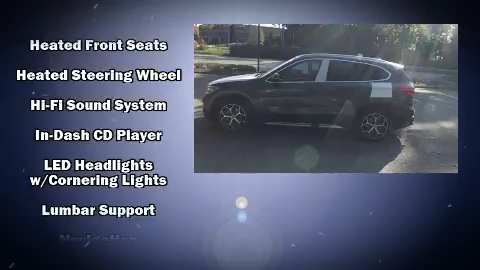 Heated Front Seats
Heated Steering Wheel
Hi-Fi Sound System
In-Dash CD Player
LED Headlights
w/Cornering Lights
Lumbar Support
Navigation